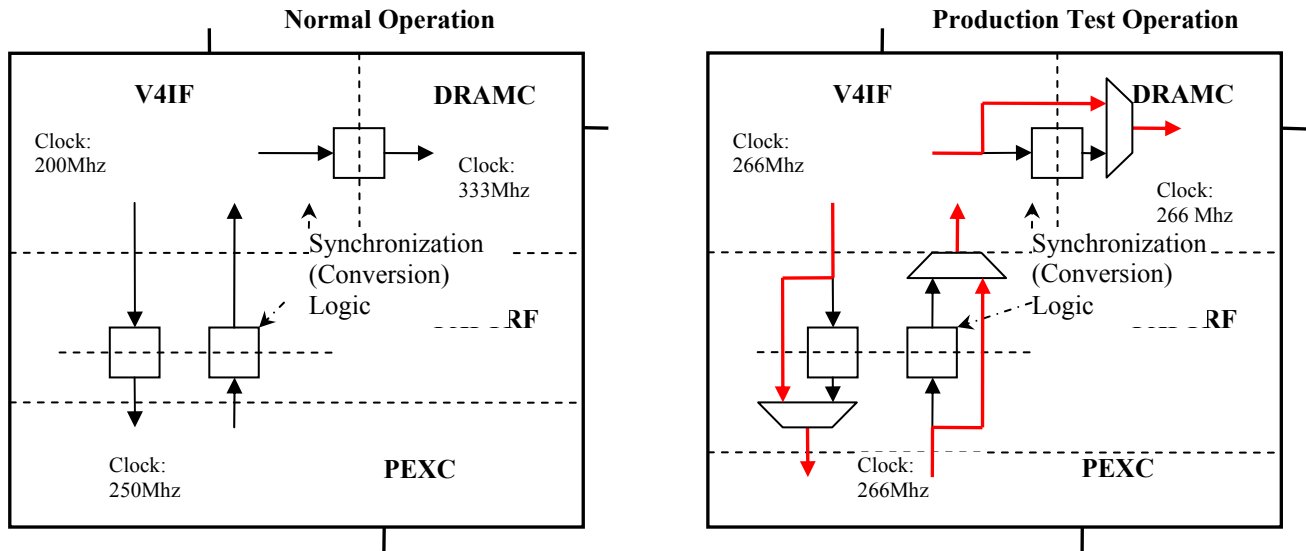 Normal Operation
V4IF
DRAMC
Clock:
200Mhz
Clock:
333Mhz
Synchronization
(Conversion)
Logic
RF
Clock:
250Mhz
PEXC
Production Test Operation
V4IF
DRAMC
Clock:
266Mhz
Clock:
266 Mhz
Synchronization
(Conversion)
Logic
RF
Clock:
266Mhz
PEXC